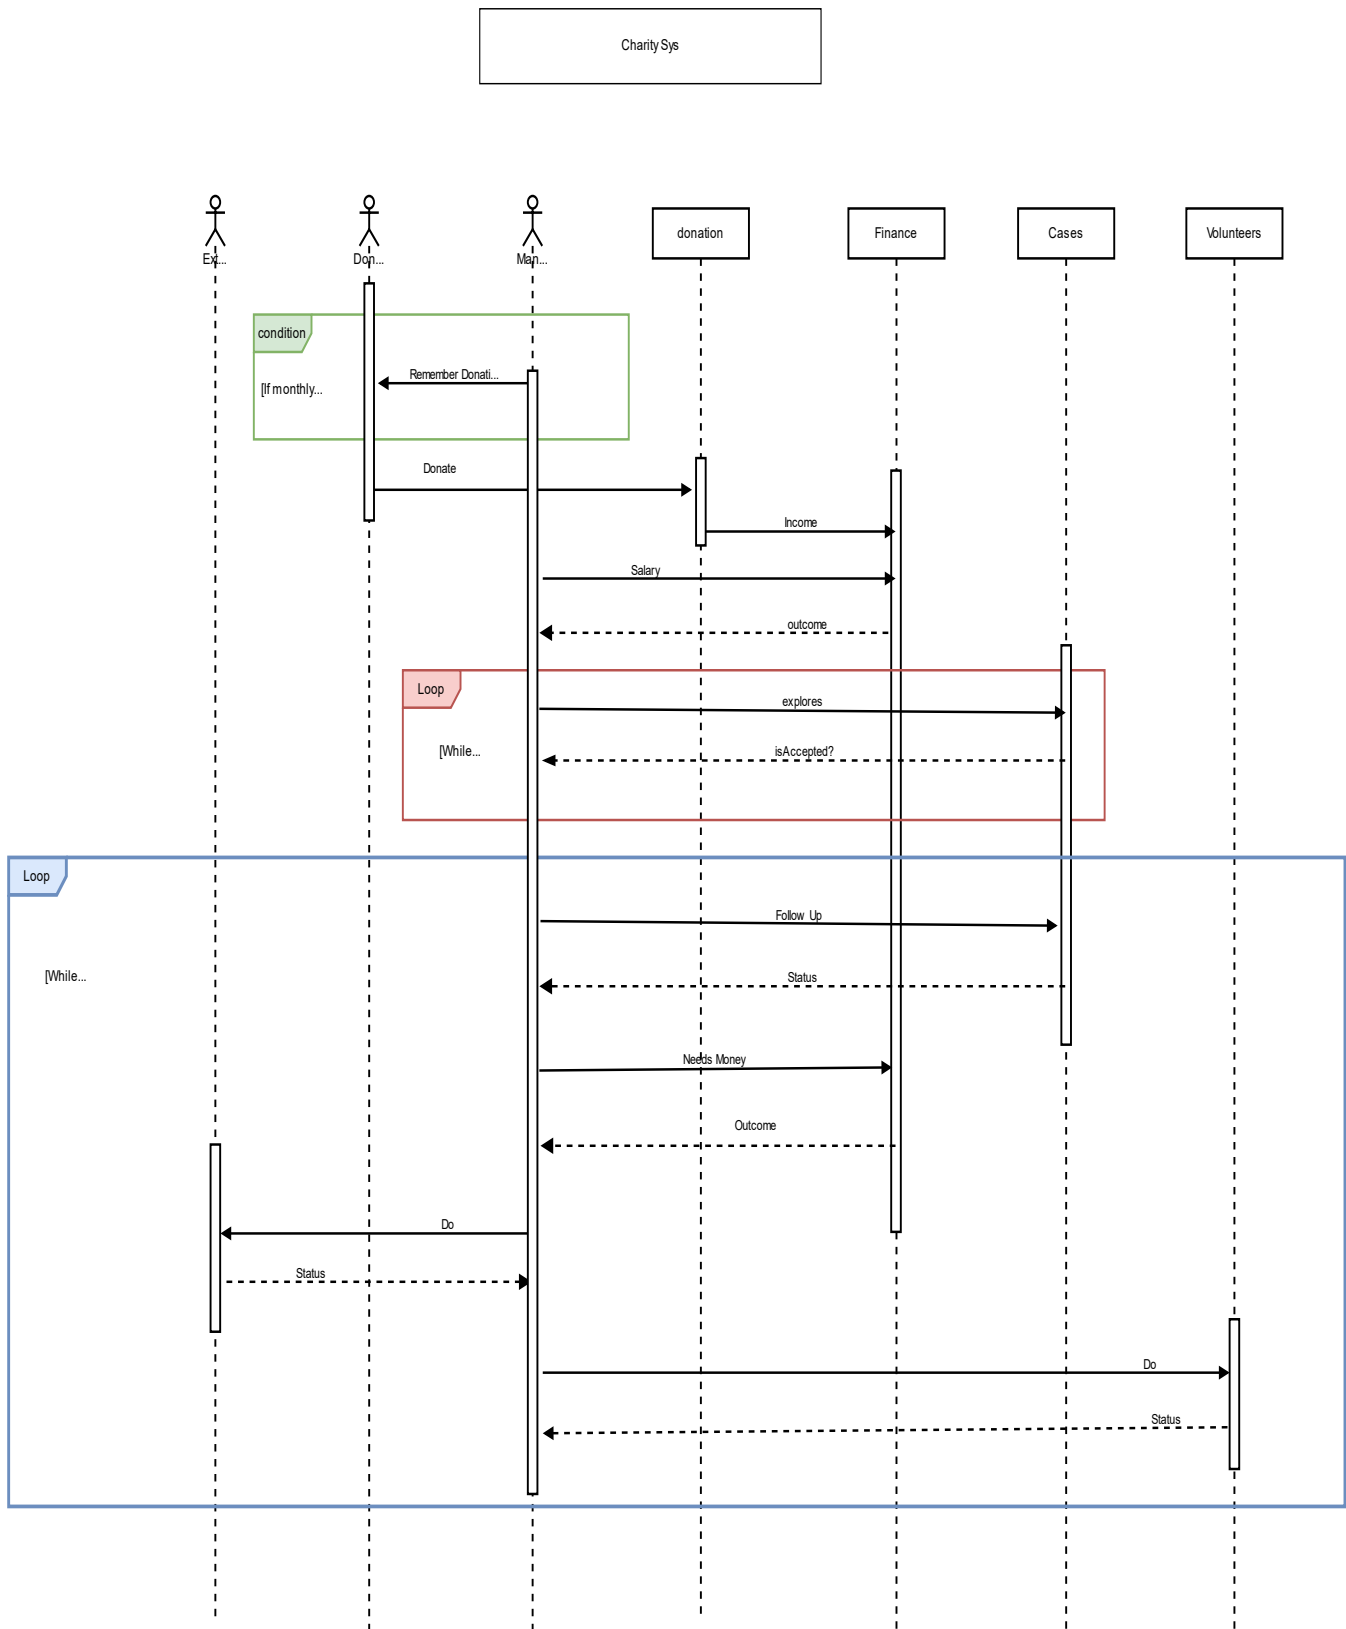 Charity Sys
Ext...
Don...
Man...
donation
Finance
Cases
Volunteers
condition
[If monthly...
Remember Donati...
Donate
Income
Salary
outcome
Loop
explores
[While...
isAccepted?
Loop
Follow Up
[While...
Status
Needs Money
Outcome
Do
Status
Do
Status